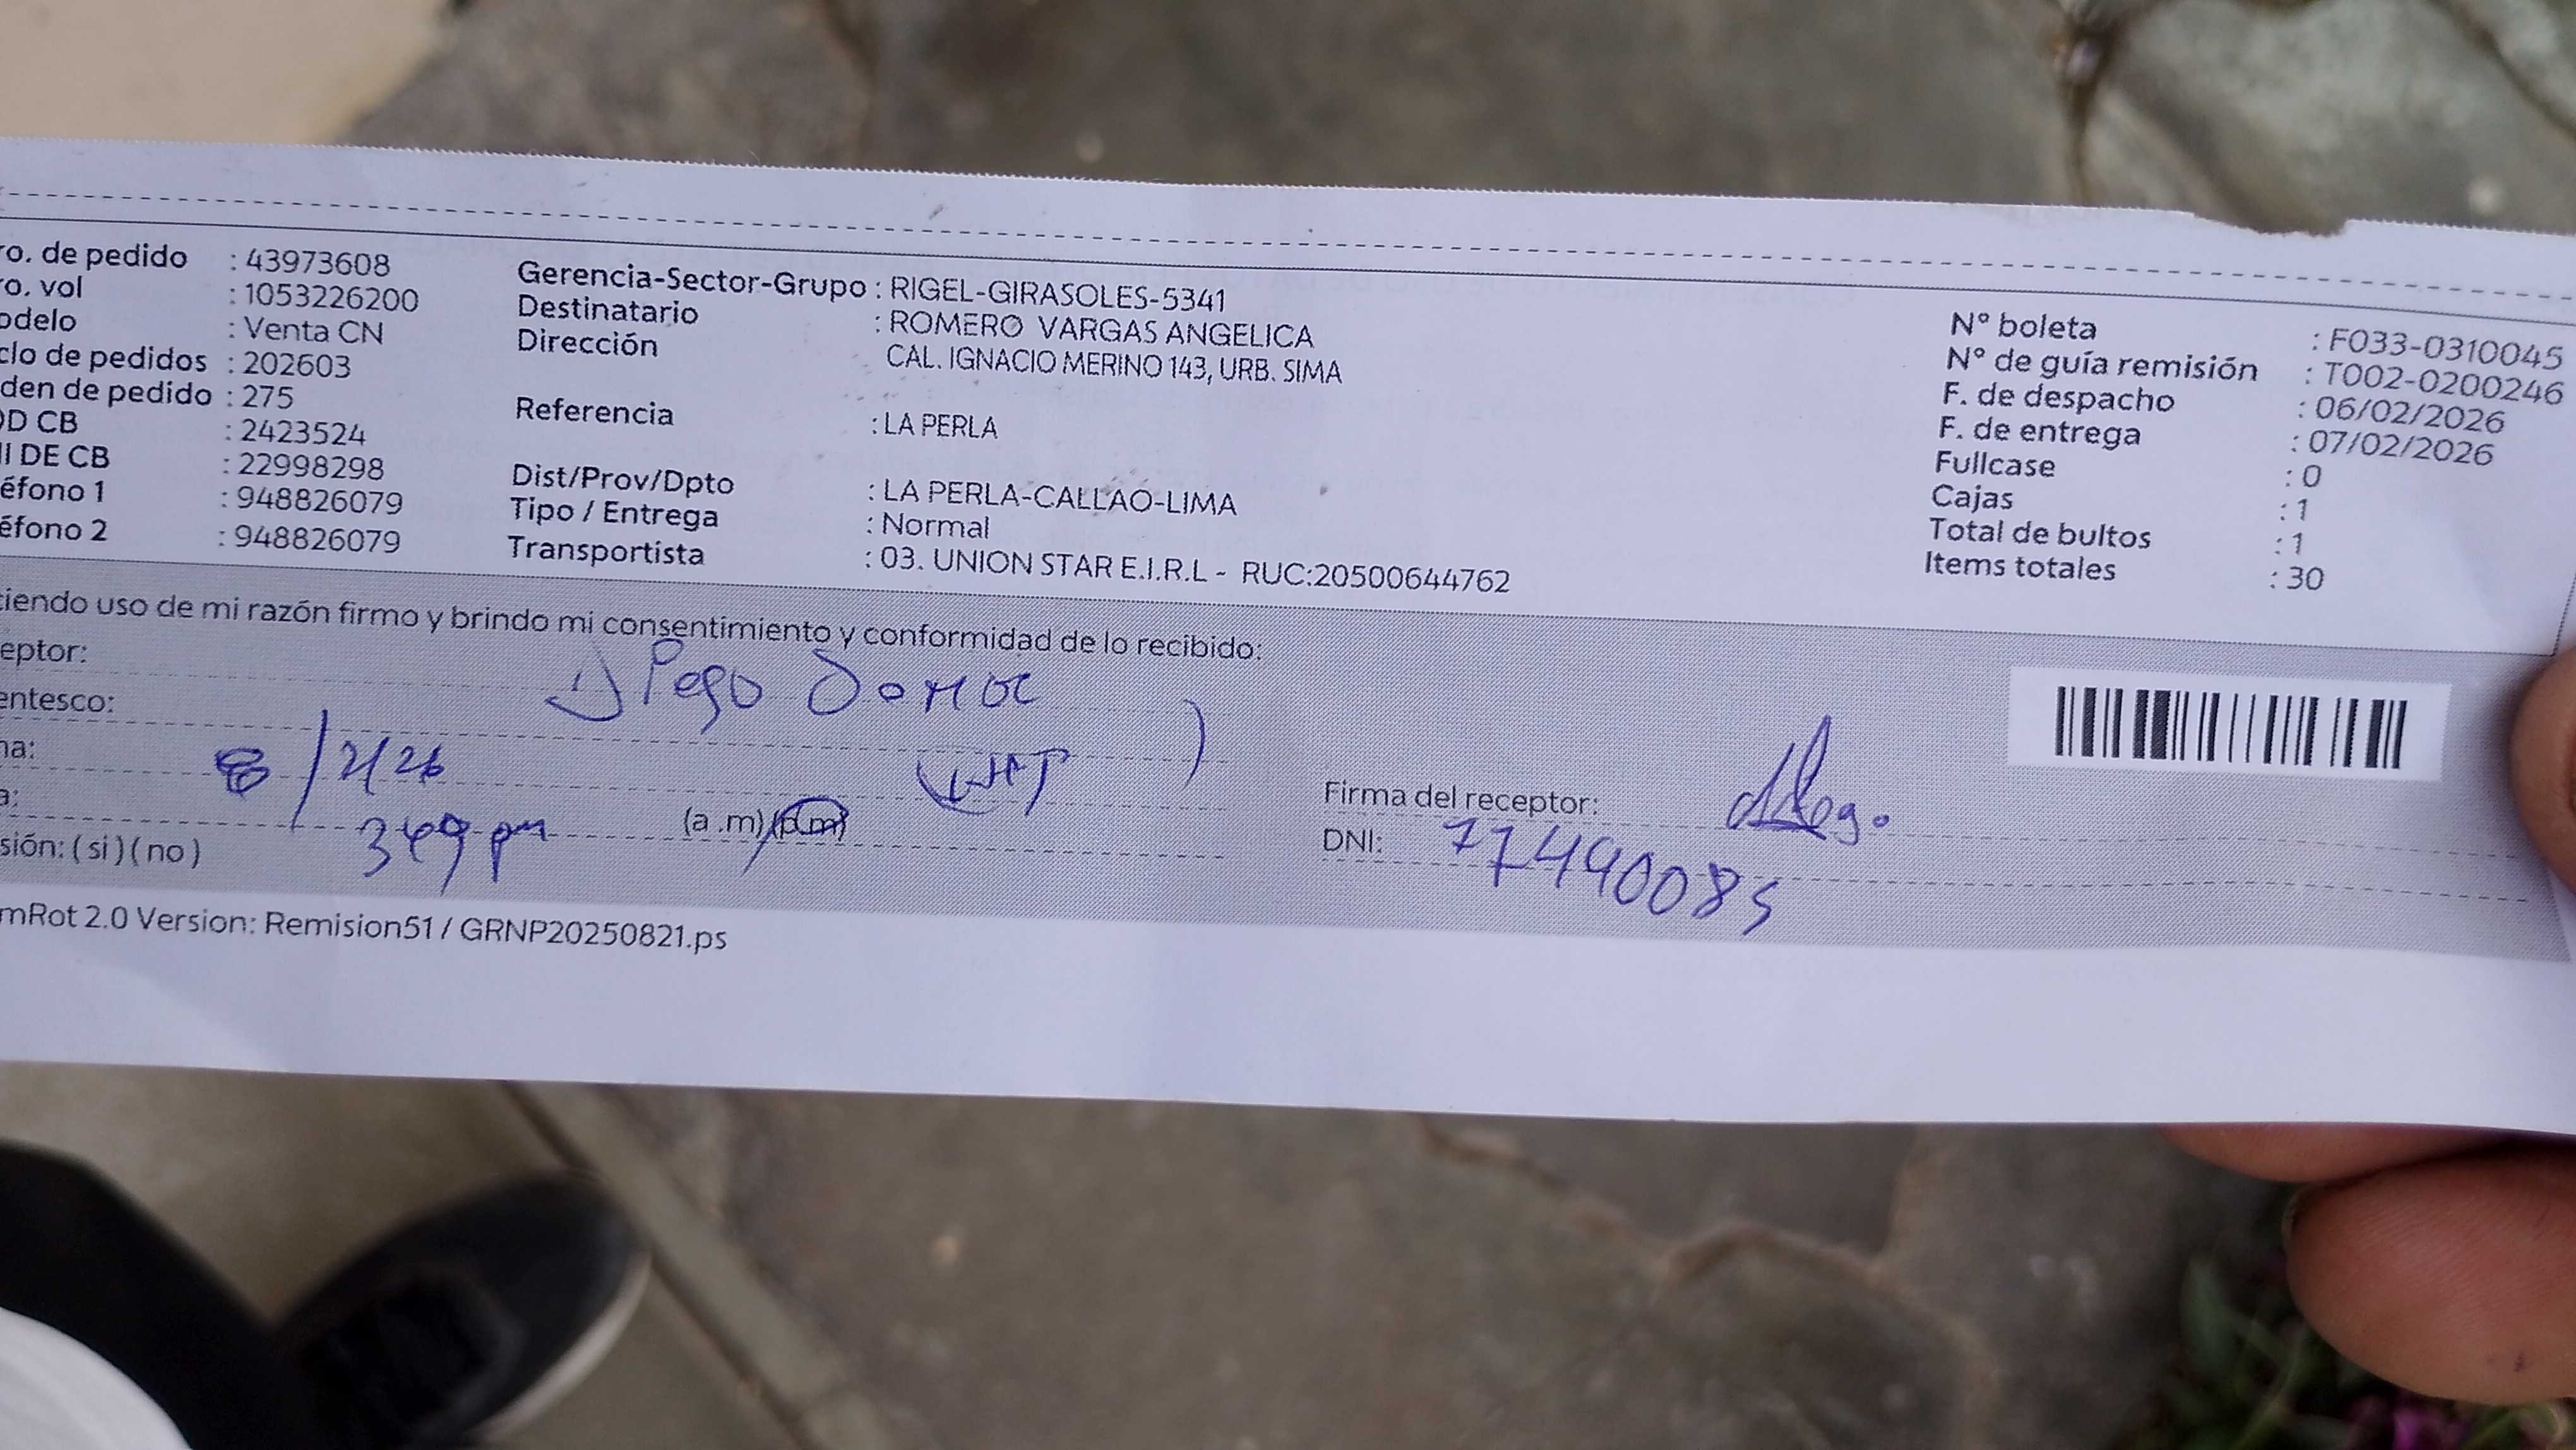 ro. de pedido : 43973608
ro. vol : 1053226200
odelo : Venta CN
clo de pedidos : 202603
den de pedido : 275
OD CB : 2423524
II DE CB : 22998298
éfono 1 : 948826079
éfono 2 : 948826079
Gerencia-Sector-Grupo : RIGEL-GIRASOLES-5341
Destinatario : ROMERO VARGAS ANGELICA
Dirección CAL. IGNACIO MERINO 143, URB. SIMA
Referencia : LA PERLA
Dist/Prov/Dpto : LA PERLA-CALLAO-LIMA
Tipo / Entrega : Normal
Transportista : 03. UNION STAR E.I.R.L - RUC:20500644762
N° boleta : F033-0310045
N° de guía remisión : T002-0200246
F. de despacho : 06/02/2026
F. de entrega : 07/02/2026
Fullcase : 0
Cajas : 1
Total de bultos : 1
Items totales : 30
ciendo uso de mi razón firmo y brindo mi consentimiento y conformidad de lo recibido:
eptor: Diego
entesco:
ha: 8/2/26
a: 349 pm (a .m)/(p.m)
sión: ( si ) ( no )
Firma del receptor:
DNI: 77490085
mRot 2.0 Version: Remision51 / GRNP20250821.ps